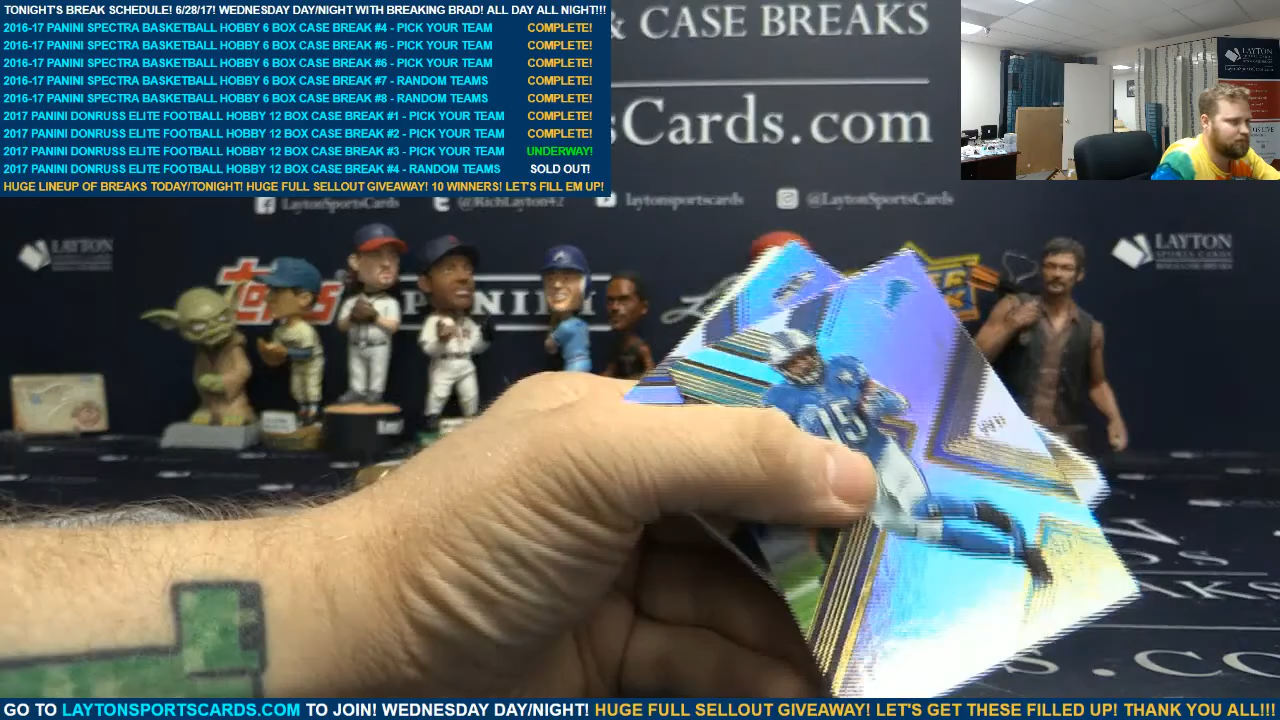 TONIGHT'S BREAK SCHEDULE! 6/28/17! WEDNESDAY DAY/NIGHT WITH BREAKING BRAD! ALL DAY ALL NIGHT!!!
2016-17 PANINI SPECTRA BASKETBALL HOBBY 6 BOX CASE BREAK #4 - PICK YOUR TEAM COMPLETE!
2016-17 PANINI SPECTRA BASKETBALL HOBBY 6 BOX CASE BREAK #5 - PICK YOUR TEAM COMPLETE!
2016-17 PANINI SPECTRA BASKETBALL HOBBY 6 BOX CASE BREAK #6 - PICK YOUR TEAM COMPLETE!
2016-17 PANINI SPECTRA BASKETBALL HOBBY 6 BOX CASE BREAK #7 - RANDOM TEAMS COMPLETE!
2016-17 PANINI SPECTRA BASKETBALL HOBBY 6 BOX CASE BREAK #8 - RANDOM TEAMS COMPLETE!
2017 PANINI DONRUSS ELITE FOOTBALL HOBBY 12 BOX CASE BREAK #1 - PICK YOUR TEAM COMPLETE!
2017 PANINI DONRUSS ELITE FOOTBALL HOBBY 12 BOX CASE BREAK #2 - PICK YOUR TEAM COMPLETE!
2017 PANINI DONRUSS ELITE FOOTBALL HOBBY 12 BOX CASE BREAK #3 - PICK YOUR TEAM UNDERWAY!
2017 PANINI DONRUSS ELITE FOOTBALL HOBBY 12 BOX CASE BREAK #4 - RANDOM TEAMS SOLD OUT!
HUGE LINEUP OF BREAKS TODAY/TONIGHT! HUGE FULL SELLOUT GIVEAWAY! 10 WINNERS! LET'S FILL EM UP!
& CASE BREAKS
sCards.com
LAYTON
LaytonSportsCards @RichLayton42 laytonsportscards @LaytonSportsCards
LAYTON
LAYTON
SPORTS CARDS
topps
PANINI
15
WR
.CO
GO TO LAYTONSPORTSCARDS.COM TO JOIN! WEDNESDAY DAY/NIGHT! HUGE FULL SELLOUT GIVEAWAY! LET'S GET THESE FILLED UP! THANK YOU ALL!!!